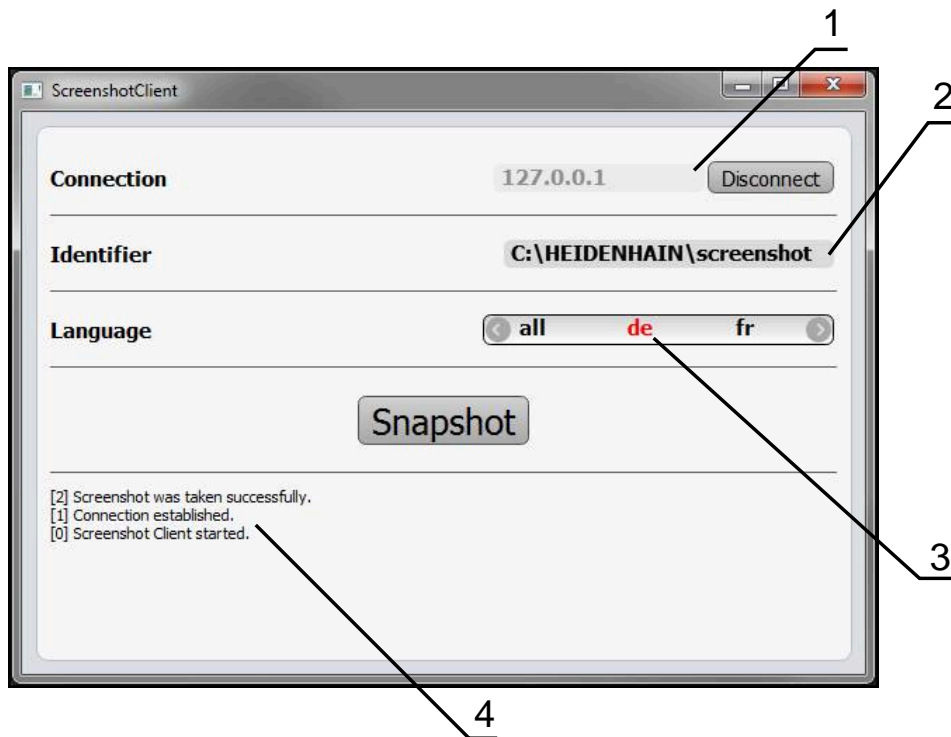 1
ScreenshotClient
2
Connection 127.0.0.1 Disconnect
Identifier C:\HEIDENHAIN\screenshot
Language all de fr
Snapshot
[2] Screenshot was taken successfully.
[1] Connection established.
[0] Screenshot Client started.
3
4